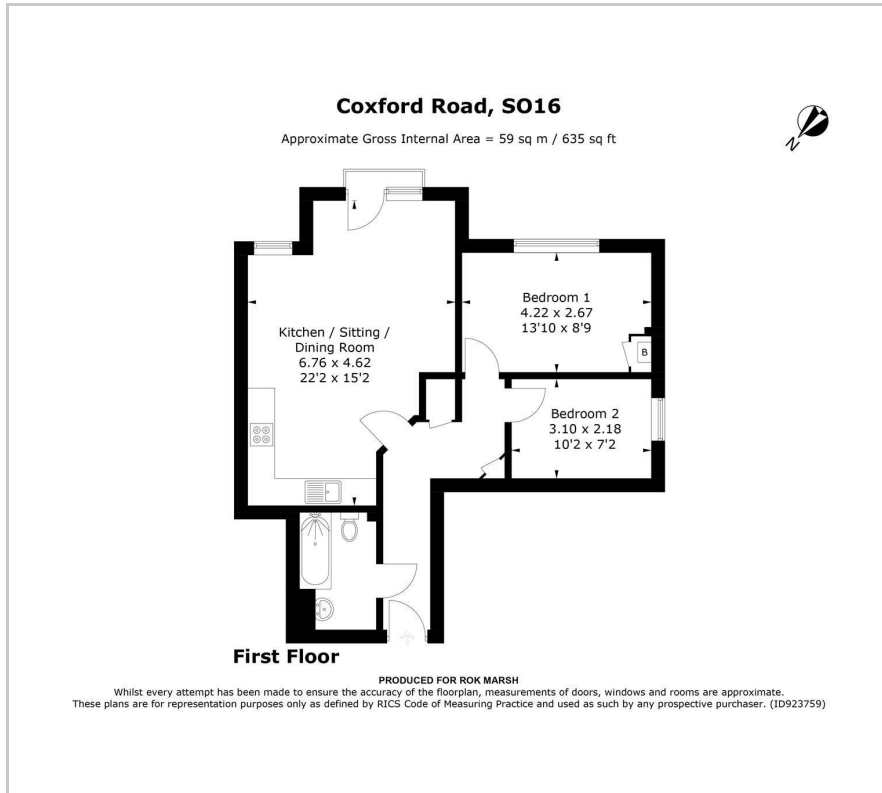 Coxford Road, SO16
Approximate Gross Internal Area = 59 sq m / 635 sq ft
N
Bedroom 1
4.22 x 2.67
13'10 x 8'9
B
Kitchen / Sitting /
Dining Room
6.76 x 4.62
22'2 x 15'2
Bedroom 2
3.10 x 2.18
10'2 x 7'2
First Floor
PRODUCED FOR ROK MARSH
Whilst every attempt has been made to ensure the accuracy of the floorplan, measurements of doors, windows and rooms are approximate.
These plans are for representation purposes only as defined by RICS Code of Measuring Practice and used as such by any prospective purchaser. (ID923759)